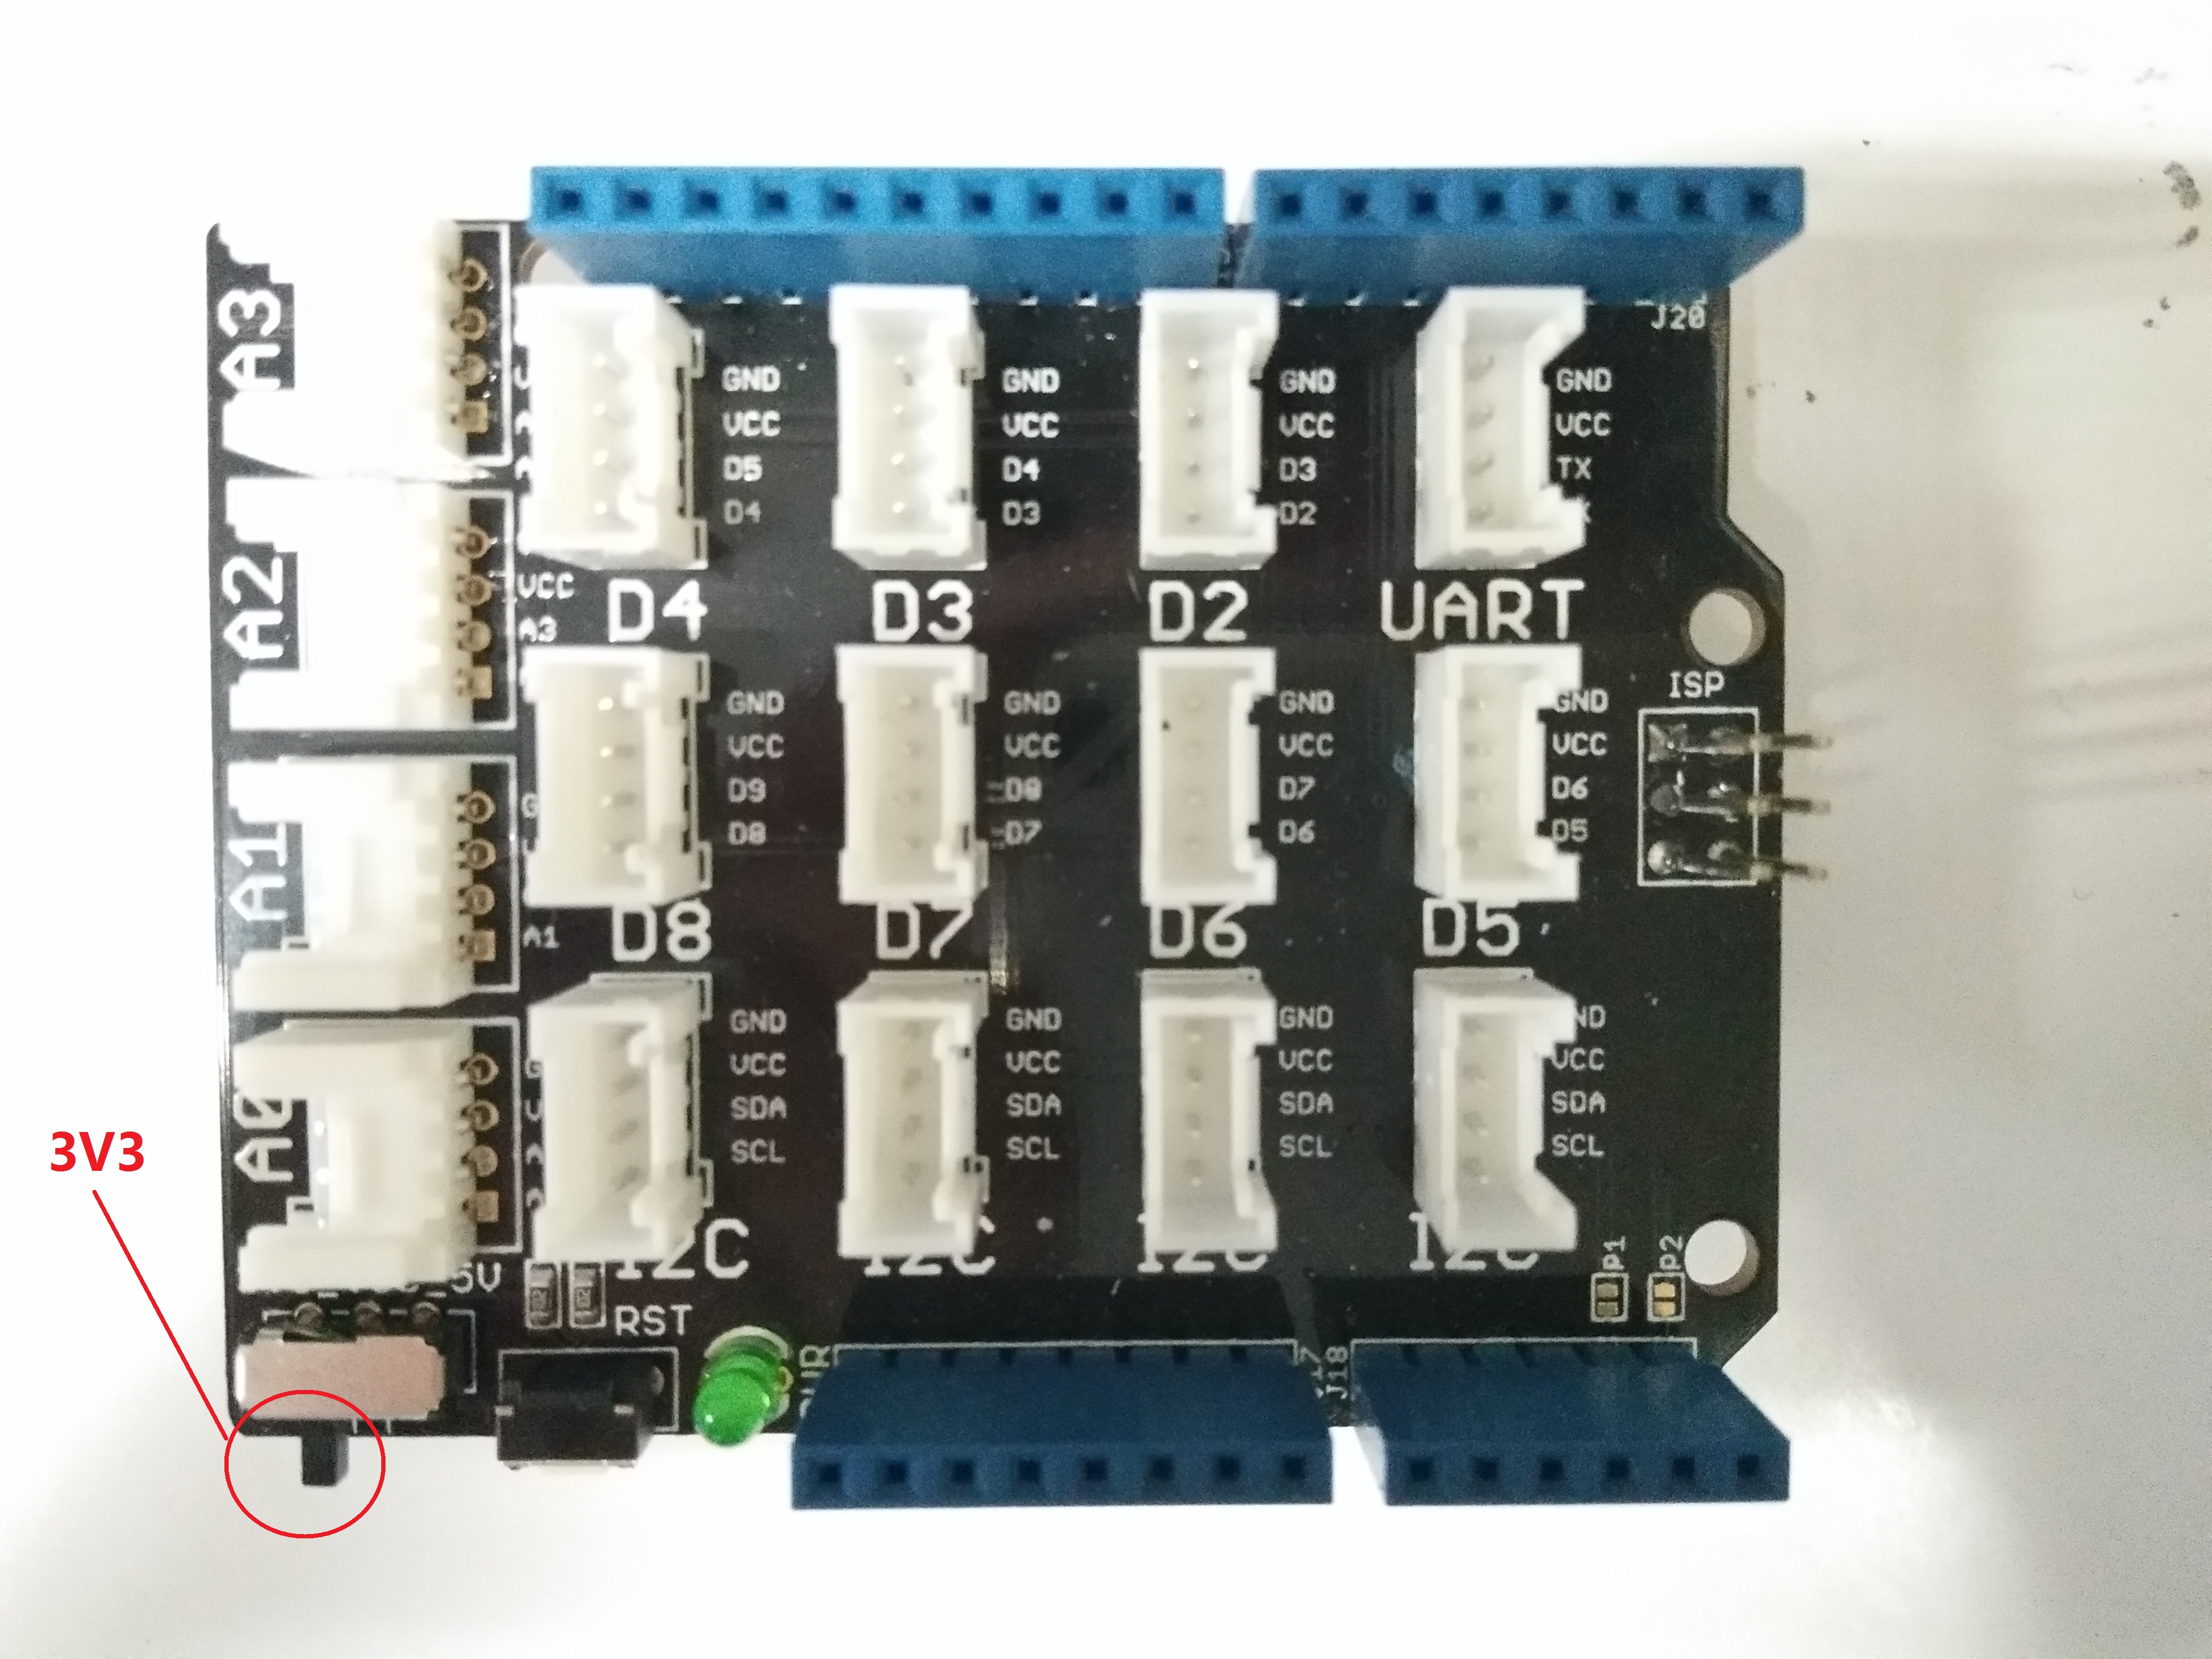 J20
A3
GND
VCC
D5
D4
GND
VCC
D4
D3
GND
VCC
D3
D2
GND
VCC
TX
D4
D3
D2
UART
A2
VCC
A3
ISP
GND
VCC
D9
D8
GND
VCC
D8
D7
GND
VCC
D7
D6
GND
VCC
D6
D5
A1
A1
D8
D7
D6
D5
A0
GND
VCC
SDA
SCL
GND
VCC
SDA
SCL
GND
VCC
SDA
SCL
VCC
SDA
SCL
3V3
I2C
I2C
I2C
I2C
P1
P2
5V
RST
J18